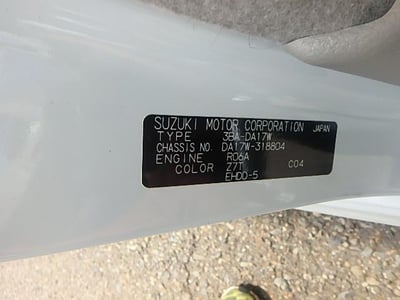 SUZUKI MOTOR CORPORATION JAPAN
TYPE 3BA-DA17W
CHASSIS NO. DA17W-318804
ENGINE R06A
COLOR Z7T C04
EHDD-5